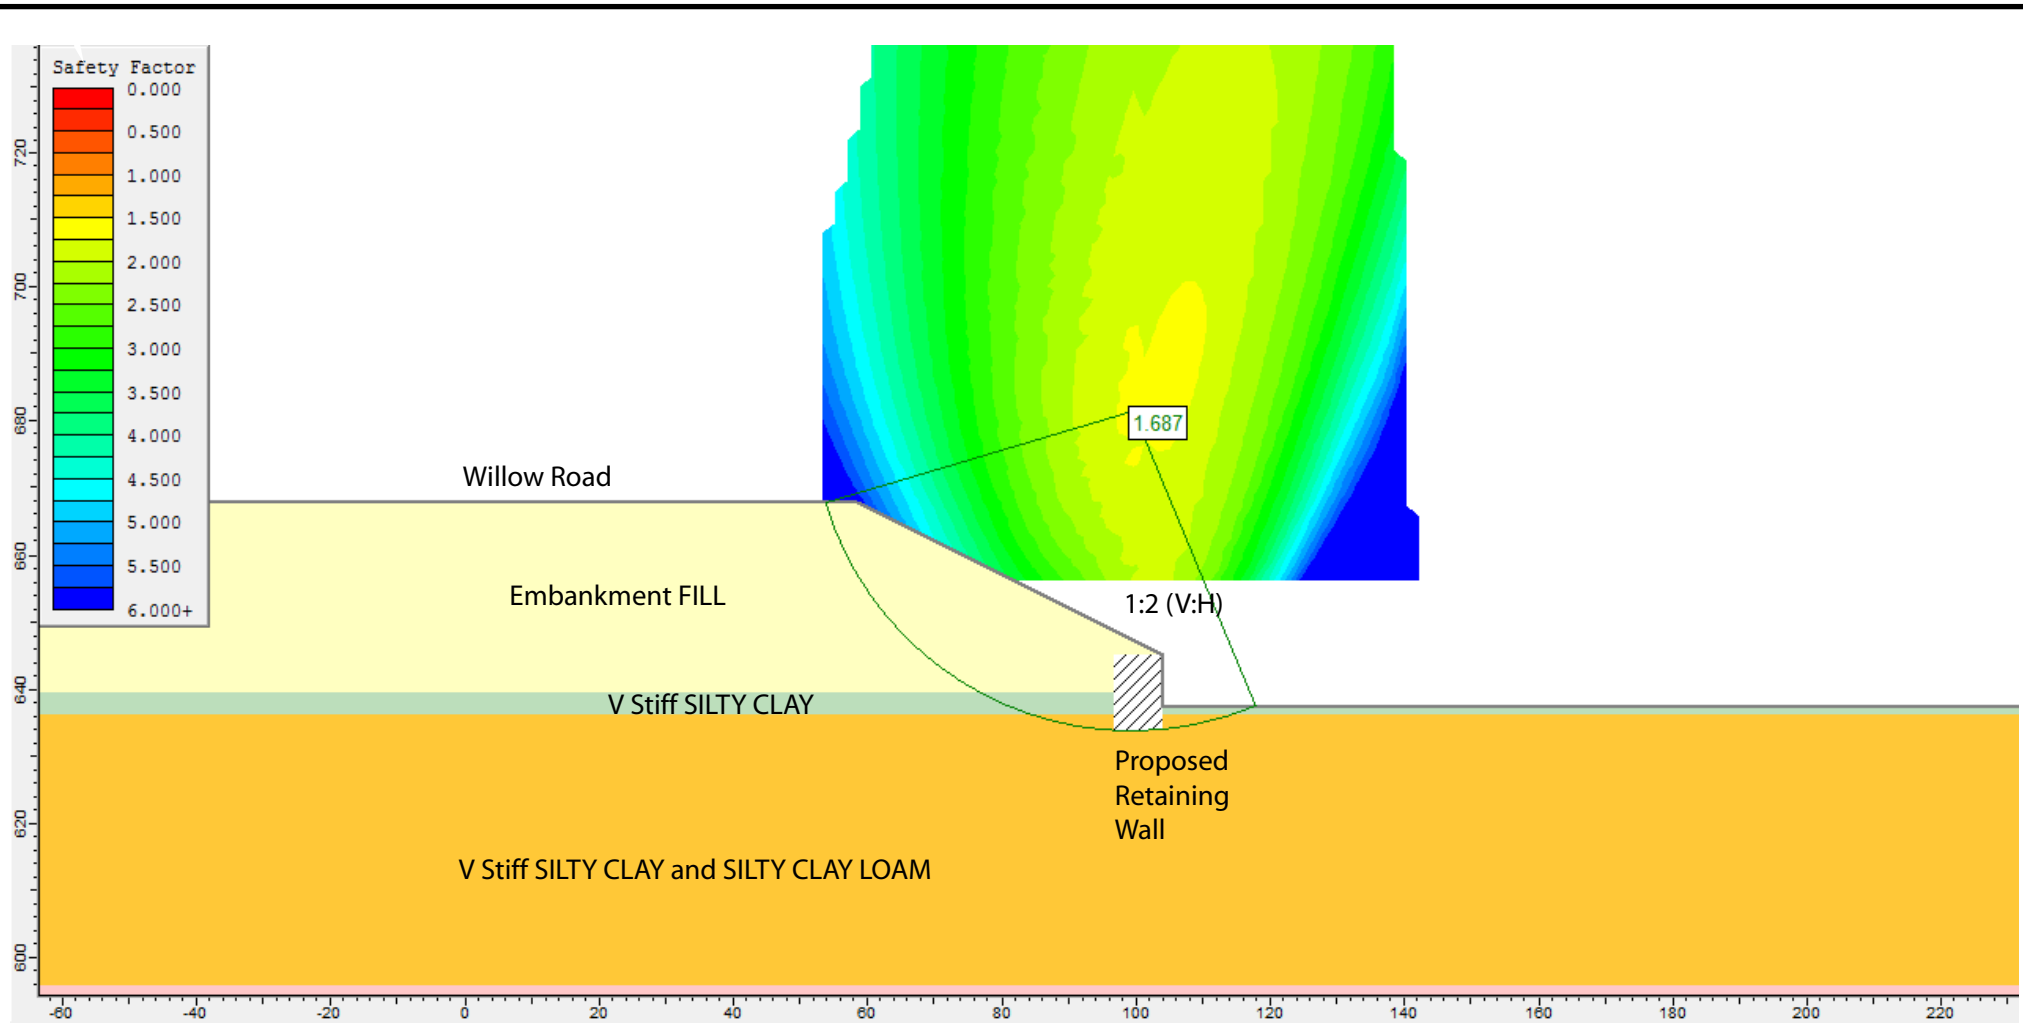 Safety Factor
0.000
0.500
1.000
1.500
2.000
2.500
3.000
3.500
4.000
4.500
5.000
5.500
6.000+
720
700
680
660
640
620
600
1.687
Willow Road
Embankment FILL
1:2 (V:H)
V Stiff SILTY CLAY
Proposed
Retaining
Wall
V Stiff SILTY CLAY and SILTY CLAY LOAM
-60 -40 -20 0 20 40 60 80 100 120 140 160 180 200 220